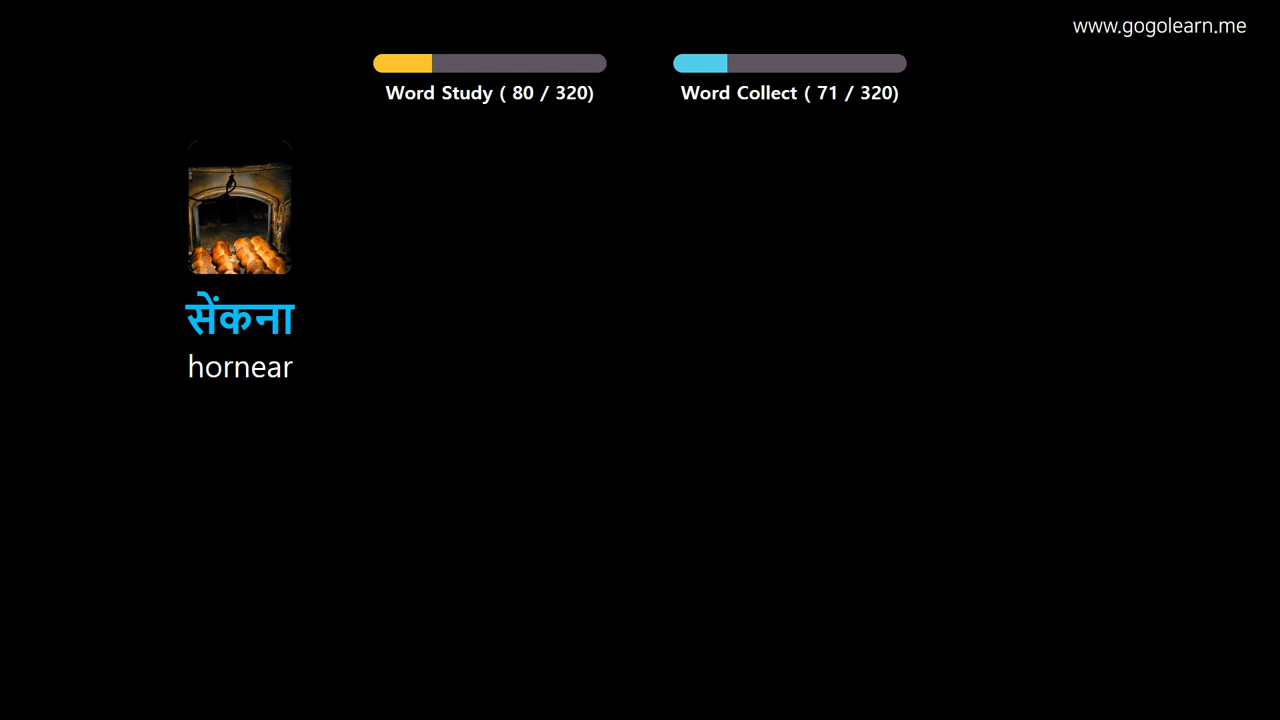 www.gogolearn.me
Word Study ( 80 / 320)
Word Collect ( 71 / 320)
सेंकना
hornear